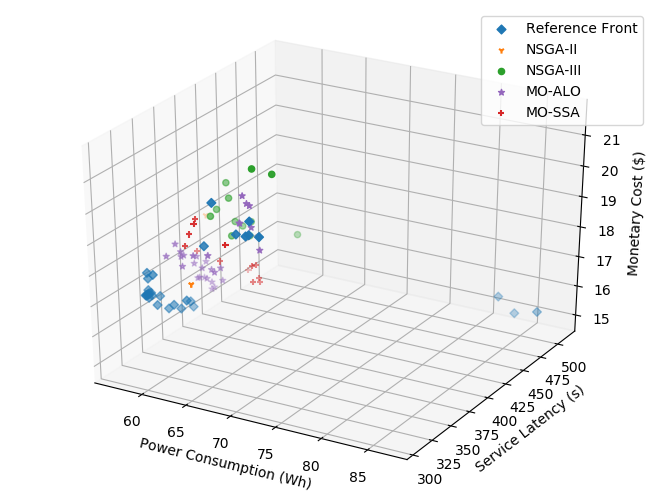 Reference Front
NSGA-II
NSGA-III
MO-ALO
MO-SSA
21
20
19
18
17
16
15
Monetary Cost ($)
500
475
450
425
400
375
350
325
300
Service Latency (s)
60
65
70
75
80
85
Power Consumption (Wh)